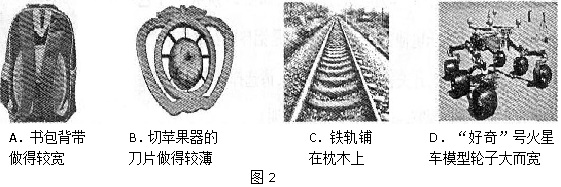 A. 书包背带
做得较宽
B. 切苹果器的
刀片做得较薄
C. 铁轨铺
在枕木上
D. “好奇”号火星
车模型轮子大而宽
图2